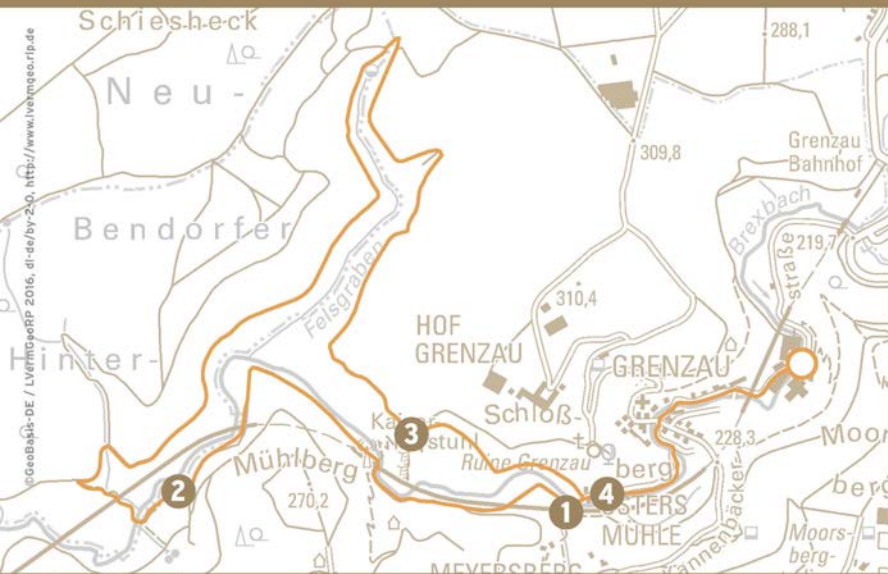 Schiesheck
288,1
Neu-
Grenzau
Bahnhof
309,8
©GeoBasis-DE / LVermGeoRP 2016, dl-de/by-2-0, http://www.lvermgeo.rlp.de
Brexbach
Bendorfer
219,7
straße
Felsgraben
310,4
HOF
GRENZAU
Hinter-
GRENZAU
Schloß-
3
228,3
Moor
Ruine Grenzau
berg
Mühlberg
2
270,2
1
4
MÜHLE
Moors-
berg-
MEYERSBERG